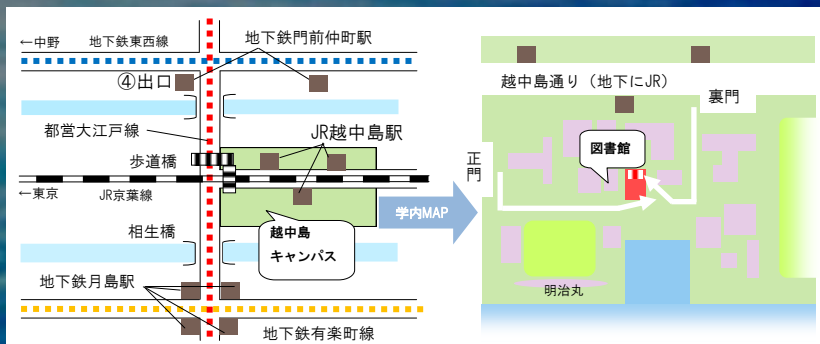 ←中野
地下鉄東西線
地下鉄門前仲町駅
④出口
都営大江戸線
JR越中島駅
歩道橋
←東京
JR京葉線
相生橋
越中島
キャンパス
地下鉄月島駅
地下鉄有楽町線
学内MAP
越中島通り（地下にJR）
裏門
正門
図書館
明治丸